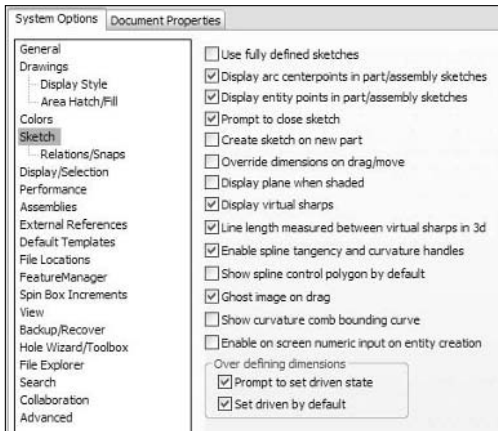 System Options
Document Properties
General
Drawings
Display Style
Area Hatch/Fill
Colors
Sketch
Relations/Snaps
Display/Selection
Performance
Assemblies
External References
Default Templates
File Locations
FeatureManager
Spin Box Increments
View
Backup/Recover
Hole Wizard/Toolbox
File Explorer
Search
Collaboration
Advanced
Use fully defined sketches
Display arc centerpoints in part/assembly sketches
Display entity points in part/assembly sketches
Prompt to close sketch
Create sketch on new part
Override dimensions on drag/move
Display plane when shaded
Display virtual sharps
Line length measured between virtual sharps in 3d
Enable spline tangency and curvature handles
Show spline control polygon by default
Ghost image on drag
Show curvature comb bounding curve
Enable on screen numeric input on entity creation
Over defining dimensions
Prompt to set driven state
Set driven by default